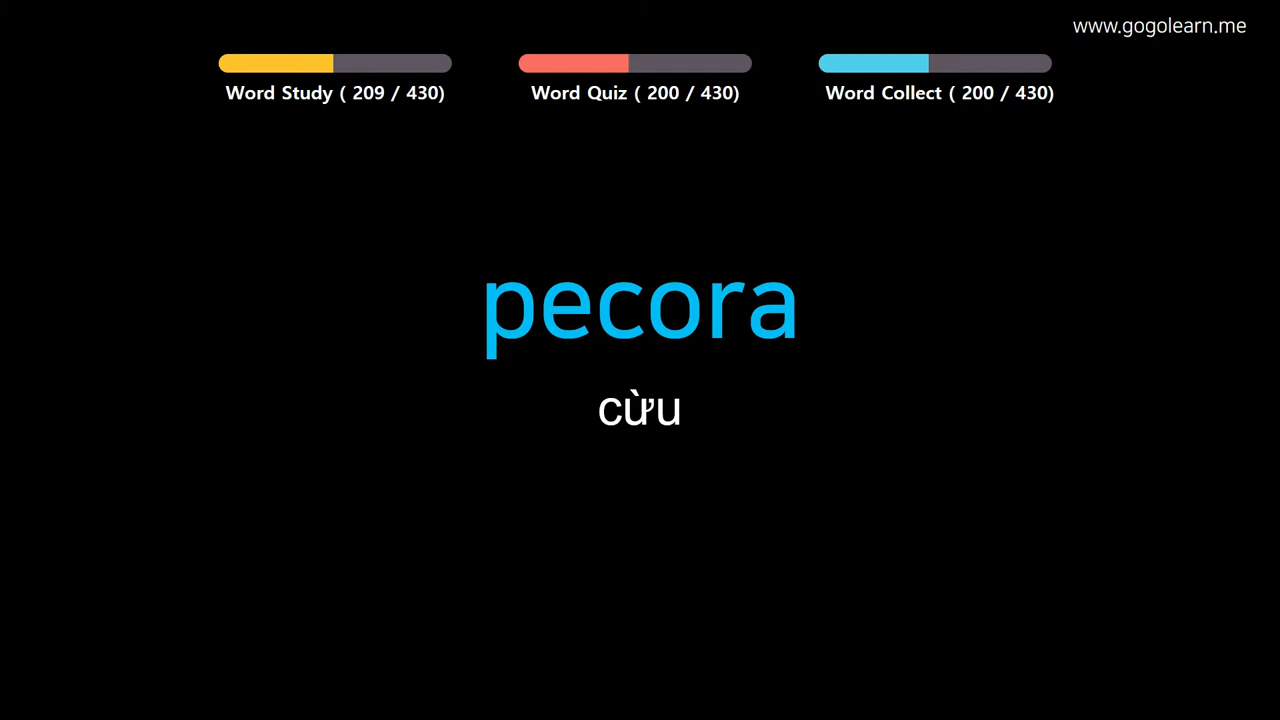 www.gogolearn.me
Word Study ( 209 / 430)
Word Quiz ( 200 / 430)
Word Collect ( 200 / 430)
pecora
cừu